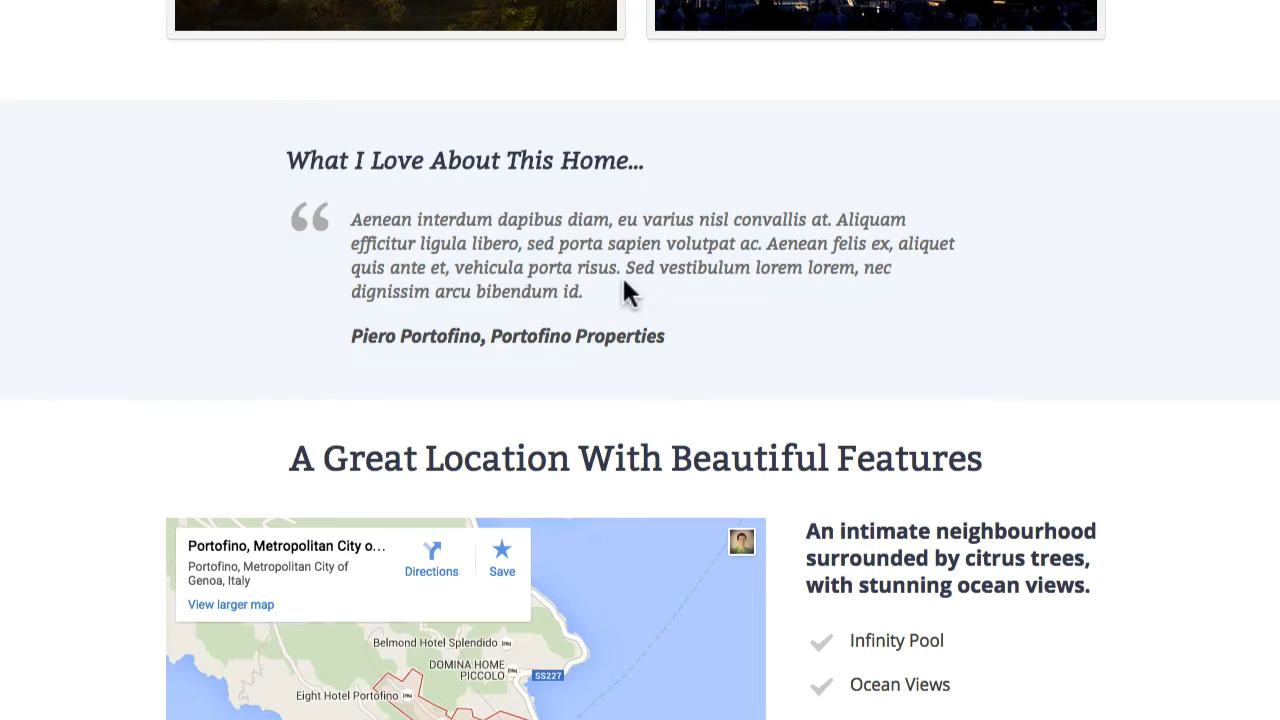 What I Love About This Home...
“
Aenean interdum dapibus diam, eu varius nisl convallis at. Aliquam
efficitur ligula libero, sed porta sapien volutpat ac. Aenean felis ex, aliquet
quis ante et, vehicula porta risus. Sed vestibulum lorem lorem, nec
dignissim arcu bibendum id.
Piero Portofino, Portofino Properties
A Great Location With Beautiful Features
Portofino, Metropolitan City o...
Portofino, Metropolitan City of
Genoa, Italy
View larger map
Directions
Save
Belmond Hotel Splendido
DOMINA HOME
PICCOLO
SS227
Eight Hotel Portofino
An intimate neighbourhood
surrounded by citrus trees,
with stunning ocean views.
Infinity Pool
Ocean Views